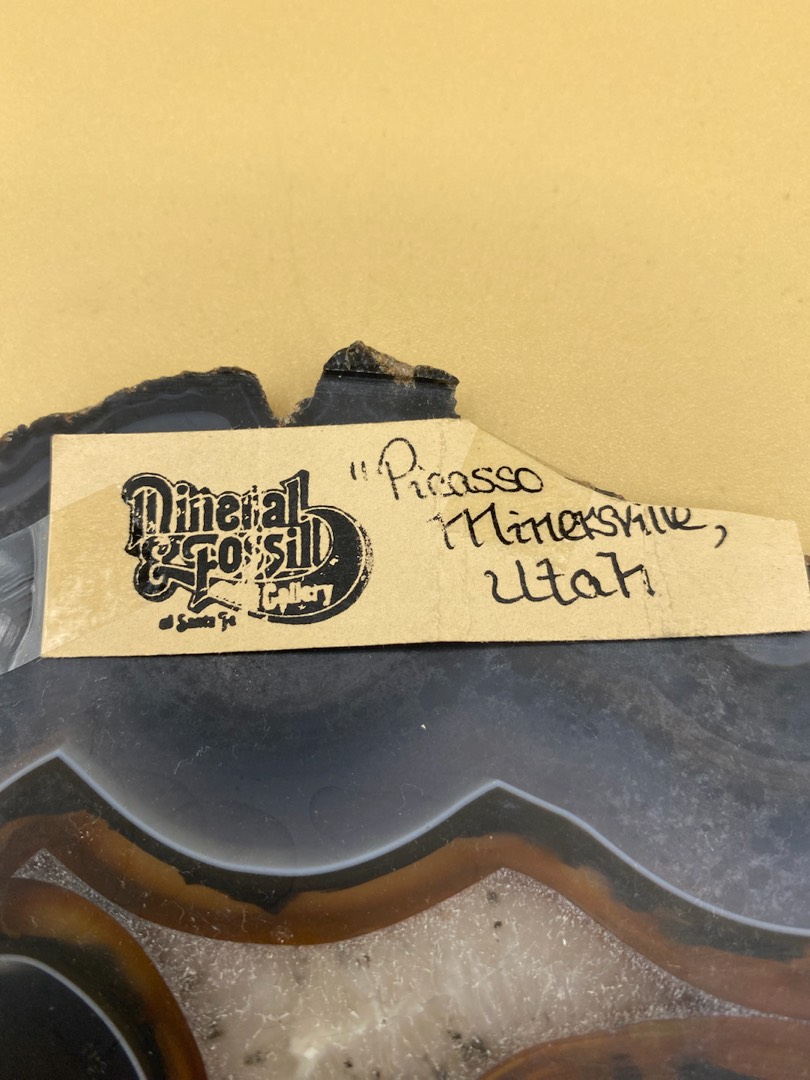 Mineral
& Fossil
Gallery
of Santa Fe
"Picasso
Minersville,
Utah